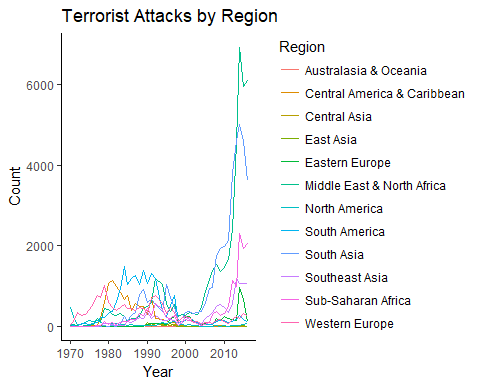 Terrorist Attacks by Region
Region
Australasia & Oceania
Central America & Caribbean
Central Asia
East Asia
Eastern Europe
Middle East & North Africa
North America
South America
South Asia
Southeast Asia
Sub-Saharan Africa
Western Europe
Count
6000
4000
2000
0
1970 1980 1990 2000 2010
Year